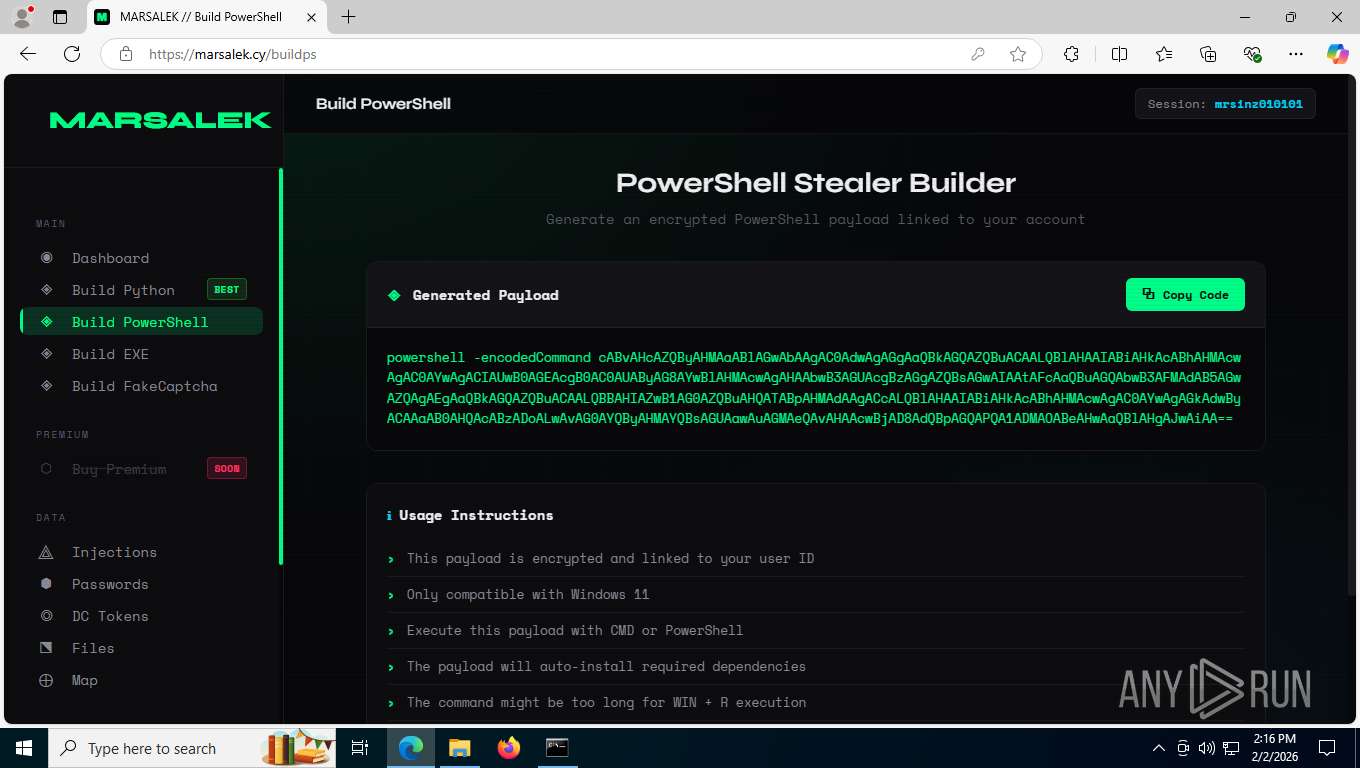 MARSALEK // Build PowerShell
https://marsalek.cy/buildps
MARSALEK
Build PowerShell
Session: mrsinz010101
MAIN
Dashboard
Build Python BEST
Build PowerShell
Build EXE
Build FakeCaptcha
PREMIUM
Buy Premium SOON
DATA
Injections
Passwords
DC Tokens
Files
Map
PowerShell Stealer Builder
Generate an encrypted PowerShell payload linked to your account
Generated Payload
Copy Code
powershell -encodedCommand
Usage Instructions
This payload is encrypted and linked to your user ID
Only compatible with Windows 11
Execute this payload with CMD or PowerShell
The payload will auto-install required dependencies
The command might be too long for WIN + R execution
ANY RUN
Type here to search
2:16 PM
2/2/2026